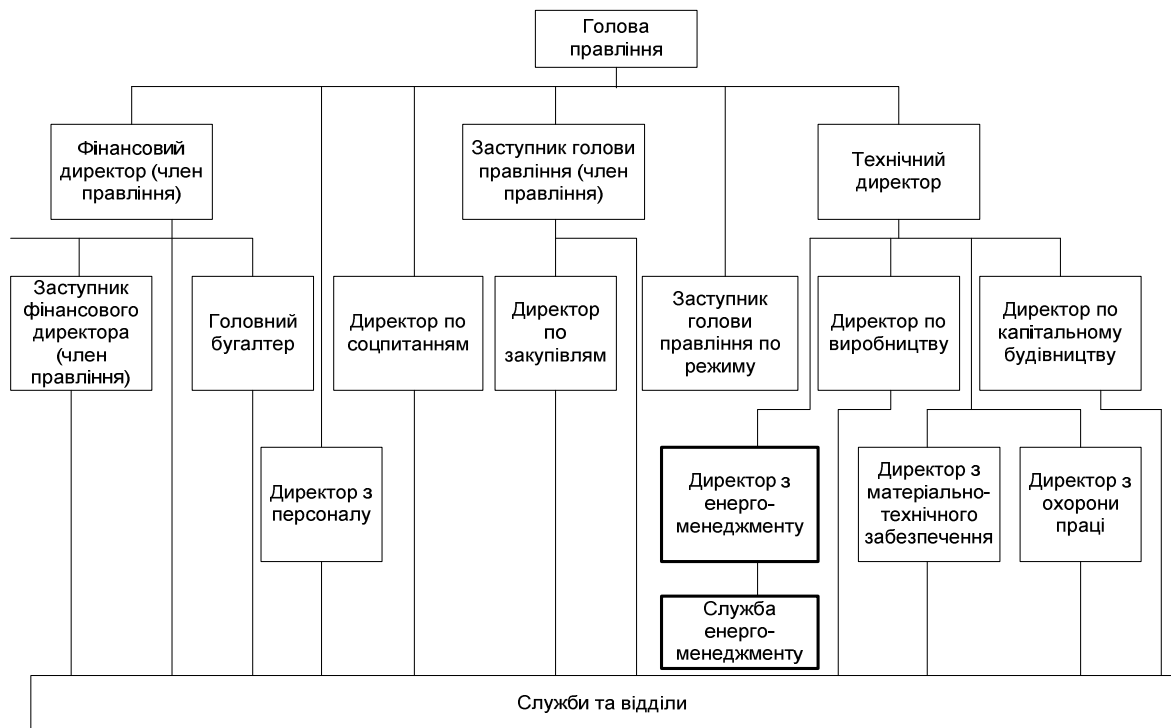 Голова
правління
Фінансовий
директор (член
правління)
Заступник голови
правління (член
правління)
Технічний
директор
Заступник
фінансового
директора
(член
правління)
Головний
бугалтер
Директор по
соцпитанням
Директор
по
закупівлям
Заступник
голови
правління по
режиму
Директор по
виробництву
Директор по
капітальному
будівництву
Директор з
персоналу
Директор з
енерго-
менеджменту
Директор з
матеріально-
технічного
забезпечення
Директор з
охорони
праці
Служба
енерго-
менеджменту
Служби та відділи